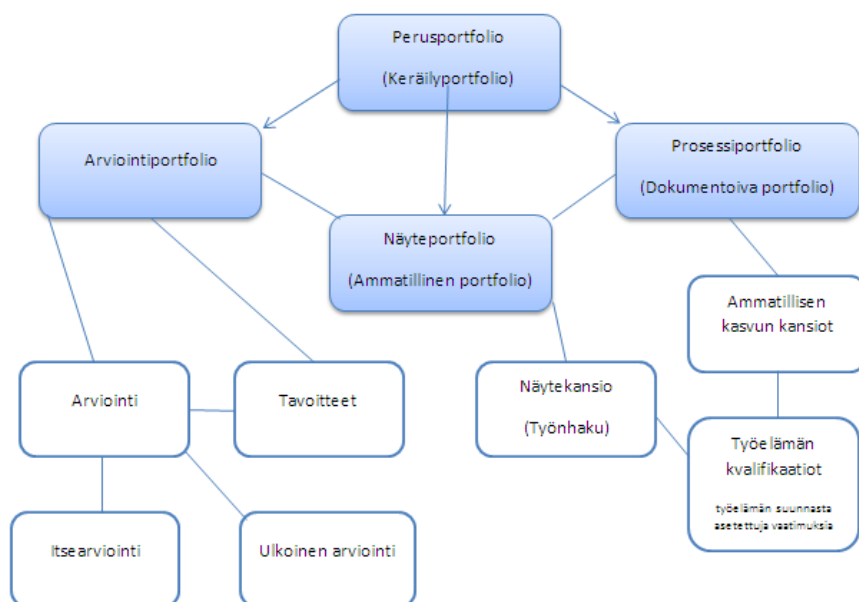 Perusportfolio
(Keräilyportfolio)
Arviointiportfolio
Prosessiportfolio
(Dokumentoiva portfolio)
Näyteportfolio
(Ammatillinen portfolio)
Ammatillisen
kasvun kansiot
Arviointi
Tavoitteet
Näytekansio
(Työnhaku)
Työelämän
kvalifikaatiot
työelämän suunnasta
asetettuja vaatimuksia
Itsearviointi
Ulkoinen arviointi